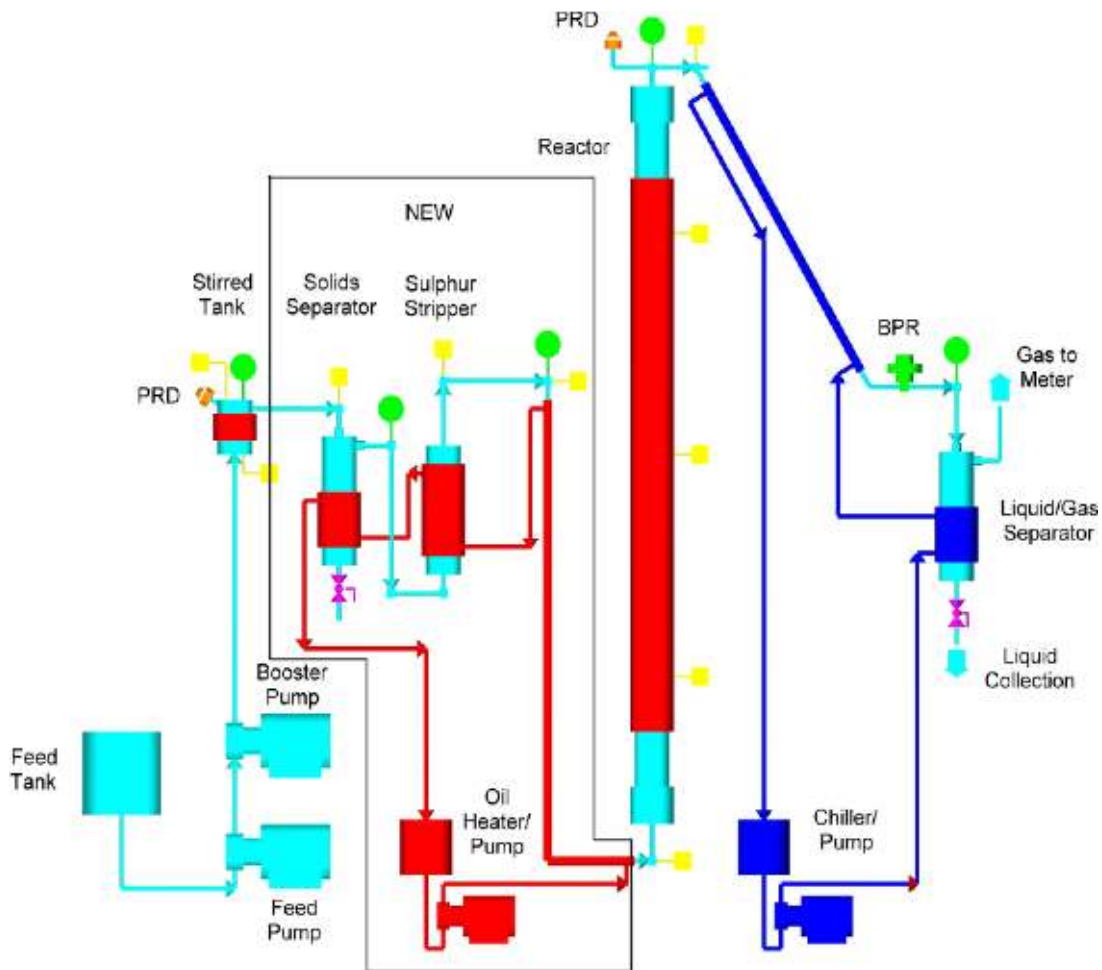 PRD
Reactor
NEW
Stirred
Tank
Solids
Separator
Sulphur
Stripper
PRD
BPR
Gas to
Meter
Liquid/Gas
Separator
Liquid
Collection
Booster
Pump
Feed
Tank
Oil
Heater/
Pump
Chiller/
Pump
Feed
Pump